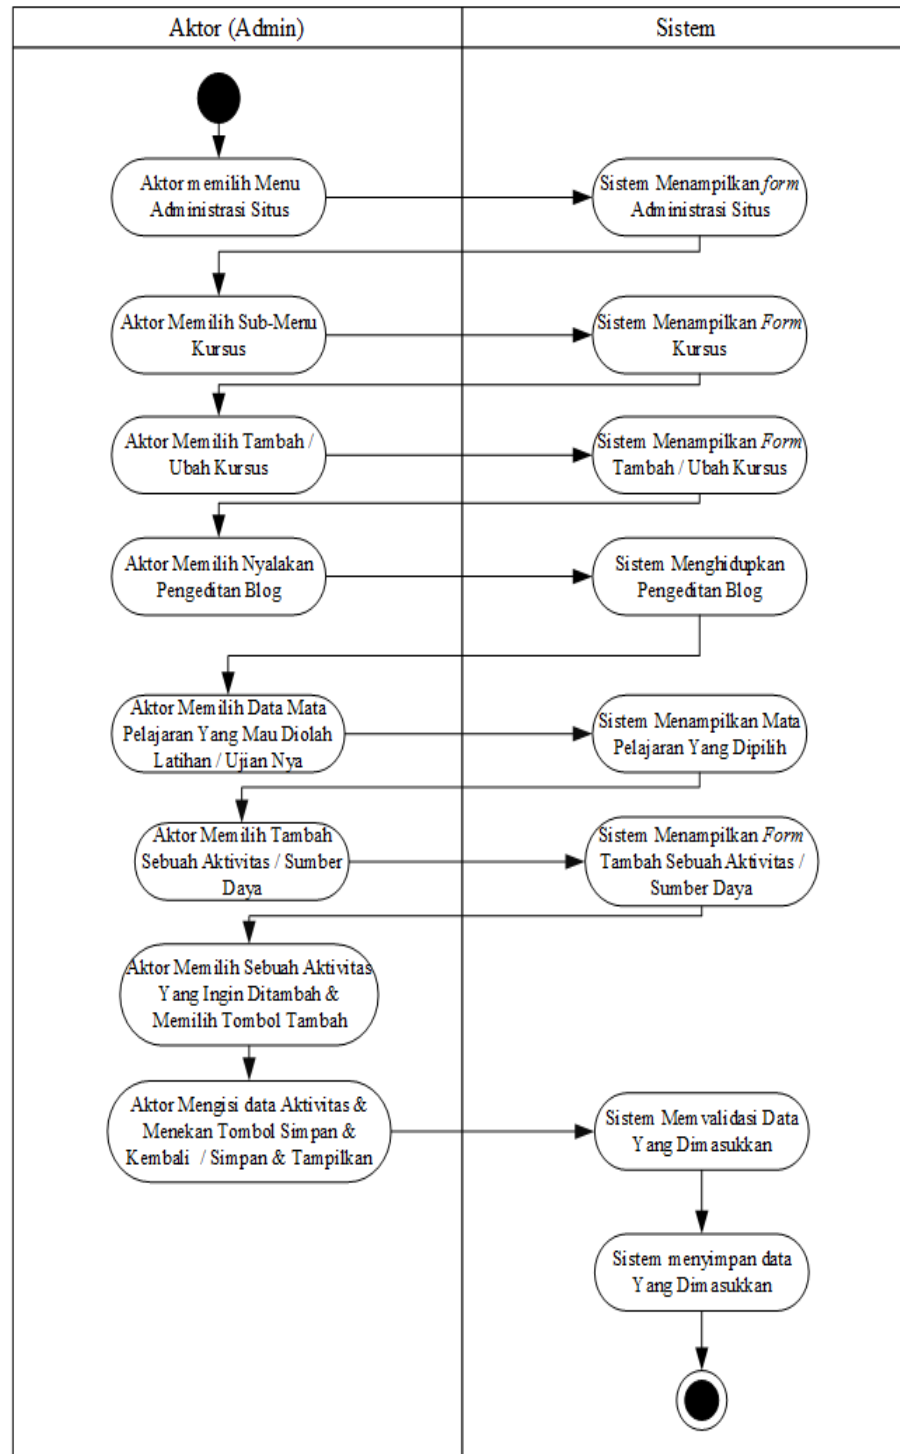 Aktor (Admin)
Sistem
Aktor memilih Menu
Administrasi Situs
Sistem Menampilkan form
Administrasi Situs
Aktor Memilih Sub-Menu
Kursus
Sistem Menampilkan Form
Kursus
Aktor Memilih Tambah /
Ubah Kursus
Sistem Menampilkan Form
Tambah / Ubah Kursus
Aktor Memilih Nyalakan
Pengeditan Blog
Sistem Menghidupkan
Pengeditan Blog
Aktor Memilih Data Mata
Pelajaran Yang Mau Diolah
Latihan / Ujian Nya
Sistem Menampilkan Mata
Pelajaran Yang Dipilih
Aktor Memilih Tambah
Sebuah Aktivitas / Sumber
Daya
Sistem Menampilkan Form
Tambah Sebuah Aktivitas /
Sumber Daya
Aktor Memilih Sebuah Aktivitas
Yang Ingin Ditambah &
Memilih Tombol Tambah
Aktor Mengisi data Aktivitas &
Menekan Tombol Simpan &
Kembali / Simpan & Tampilkan
Sistem Memvalidasi Data
Yang Dimasukkan
Sistem menyimpan data
Yang Dimasukkan